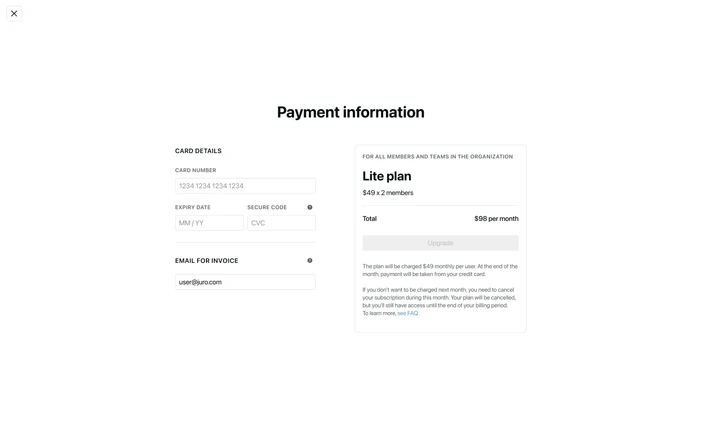 Payment information
CARD DETAILS
CARD NUMBER
1234 1234 1234 1234
EXPIRY DATE
SECURE CODE
MM / YY
CVC
EMAIL FOR INVOICE
user@juro.com
FOR ALL MEMBERS AND TEAMS IN THE ORGANIZATION
Lite plan
$49 x 2 members
Total
$98 per month
Upgrade
The plan will be charged $49 monthly per user. At the end of the
month, payment will be taken from your credit card.
If you don't want to be charged next month, you need to cancel
your subscription during this month. Your plan will be cancelled,
but you'll still have access until the end of your billing period.
To learn more, see FAQ